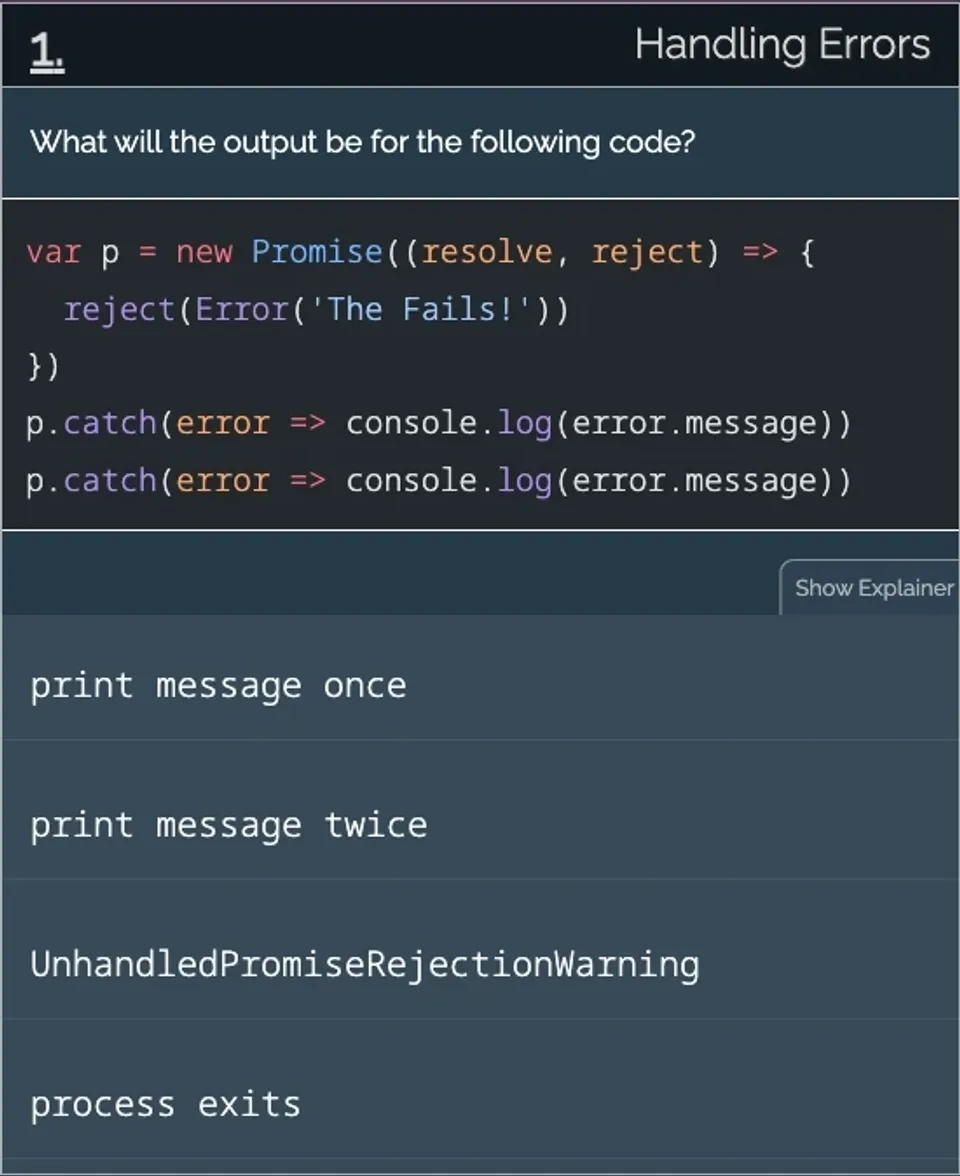 1.
Handling Errors
What will the output be for the following code?
var p = new Promise((resolve, reject) => {
  reject(Error('The Fails!'))
})
p.catch(error => console.log(error.message))
p.catch(error => console.log(error.message))
Show Explainer
print message once
print message twice
UnhandledPromiseRejectionWarning
process exits